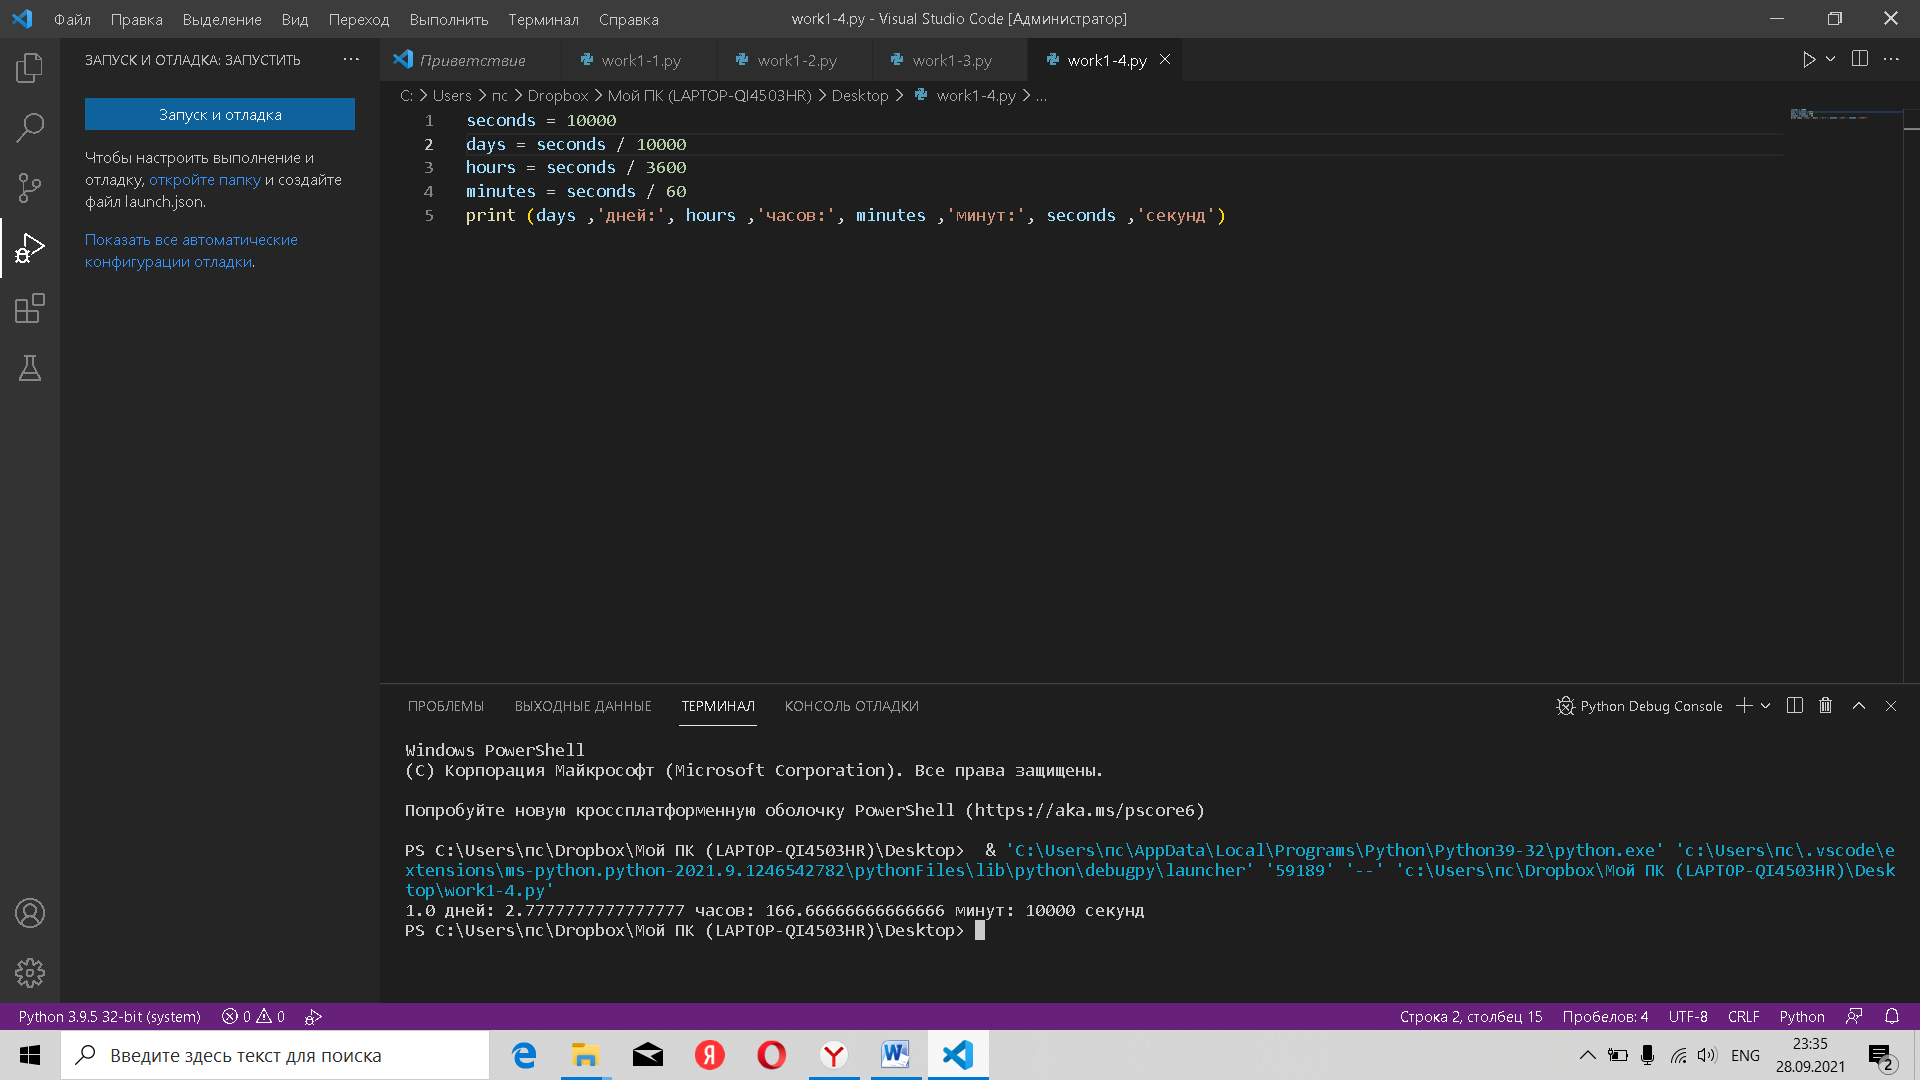 Файл Правка Выделение Вид Переход Выполнить Терминал Справка work1-4.py - Visual Studio Code [Администратор]
ЗАПУСК И ОТЛАДКА: ЗАПУСТИТЬ ···
Запуск и отладка
Чтобы настроить выполнение и
отладку, откройте папку и создайте
файл launch.json.
Показать все автоматические
конфигурации отладки.
Приветствие work1-1.py work1-2.py work1-3.py work1-4.py
C: > Users > пс > Dropbox > Мой ПК (LAPTOP-QI4503HR) > Desktop > work1-4.py > ...
1 seconds = 10000
2 days = seconds / 10000
3 hours = seconds / 3600
4 minutes = seconds / 60
5 print (days ,'дней:', hours ,'часов:', minutes ,'минут:', seconds ,'секунд')
ПРОБЛЕМЫ ВЫХОДНЫЕ ДАННЫЕ ТЕРМИНАЛ КОНСОЛЬ ОТЛАДКИ Python Debug Console
Windows PowerShell
(C) Корпорация Майкрософт (Microsoft Corporation). Все права защищены.
Попробуйте новую кроссплатформенную оболочку PowerShell (https://aka.ms/pscore6)
PS C:\Users\пс\Dropbox\Мой ПК (LAPTOP-QI4503HR)\Desktop>  & 'C:\Users\пс\AppData\Local\Programs\Python\Python39-32\python.exe' 'c:\Users\пс\.vscode\e
xtensions\ms-python.python-2021.9.1246542782\pythonFiles\lib\python\debugpy\launcher' '59189' '--' 'c:\Users\пс\Dropbox\Мой ПК (LAPTOP-QI4503HR)\Desk
top\work1-4.py'
1.0 дней: 2.7777777777777777 часов: 166.66666666666666 минут: 10000 секунд
PS C:\Users\пс\Dropbox\Мой ПК (LAPTOP-QI4503HR)\Desktop>
Python 3.9.5 32-bit (system) 0 0 Строка 2, столбец 15 Пробелов: 4 UTF-8 CRLF Python
Введите здесь текст для поиска
ENG
23:35
28.09.2021
2